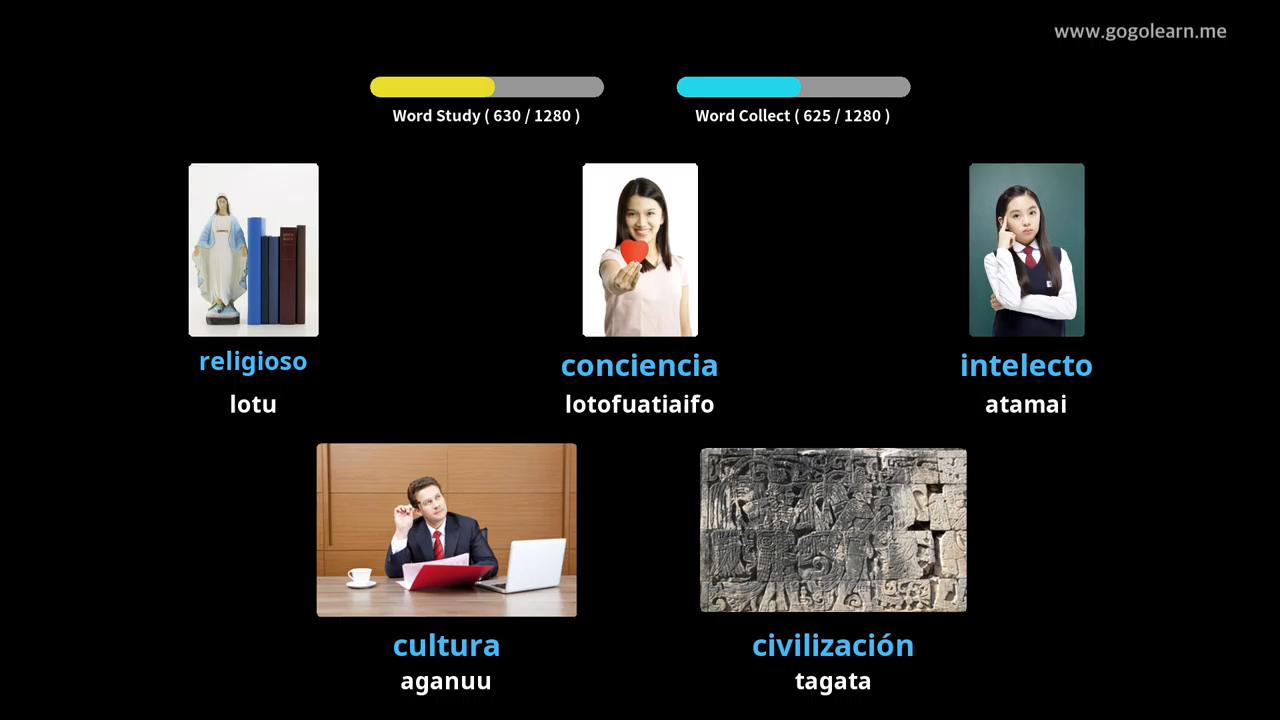 www.gogolearn.me
Word Study ( 630 / 1280 )
Word Collect ( 625 / 1280 )
religioso
lotu
conciencia
lotofuatiaifo
intelecto
atamai
cultura
aganuu
civilización
tagata